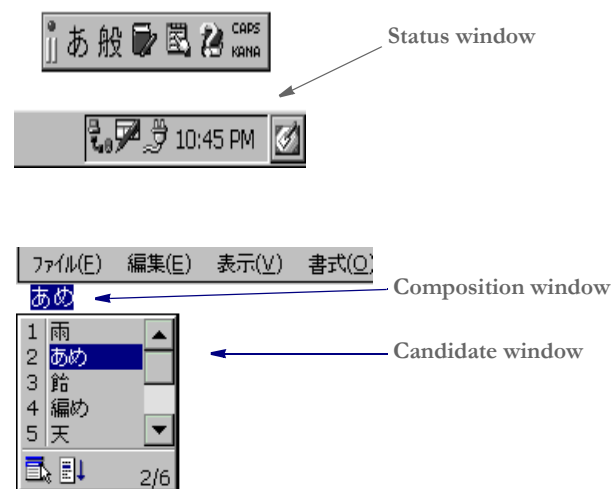 あ 般 CAPS
KANA
Status window
10:45 PM
ファイル(F) 編集(E) 表示(V) 書式(O)
あめ
Composition window
1 雨
2 あめ
3 飴
4 編め
5 天
Candidate window
2/6